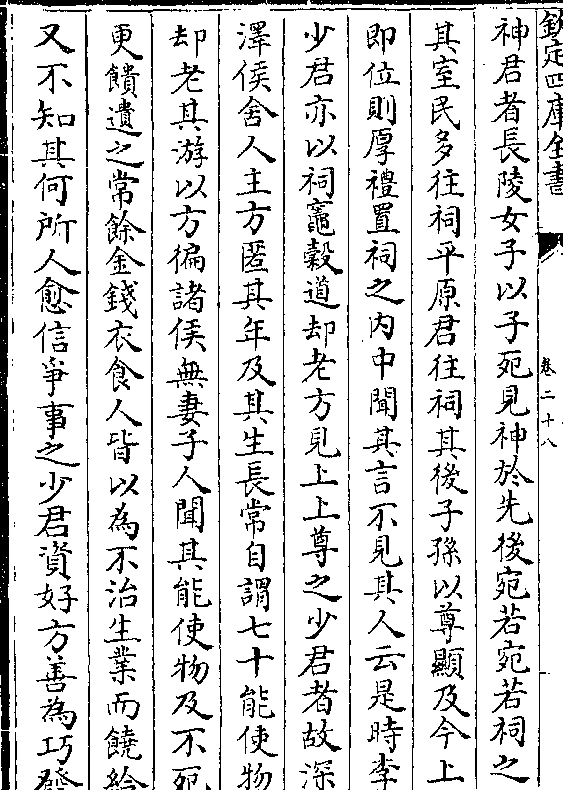 欽定四庫全書
卷二十八
神君者長陵女子以子死見神於先後宛若宛若祠之
其室民多往祠平原君往祠其後子孫以尊顯及今上
即位則厚禮置祠之内中聞其言不見其人云是時李
少君亦以祠竈穀道却老方見上上尊之少君者故深
澤侯舍人主方匿其年及其生長常自謂七十能使物
却老其游以方徧諸侯無妻子人聞其能使物及不死
更饋遺之常餘金錢衣食人皆以為不治生業而饒給
又不知其何所人愈信爭事之少君資好方善為巧發